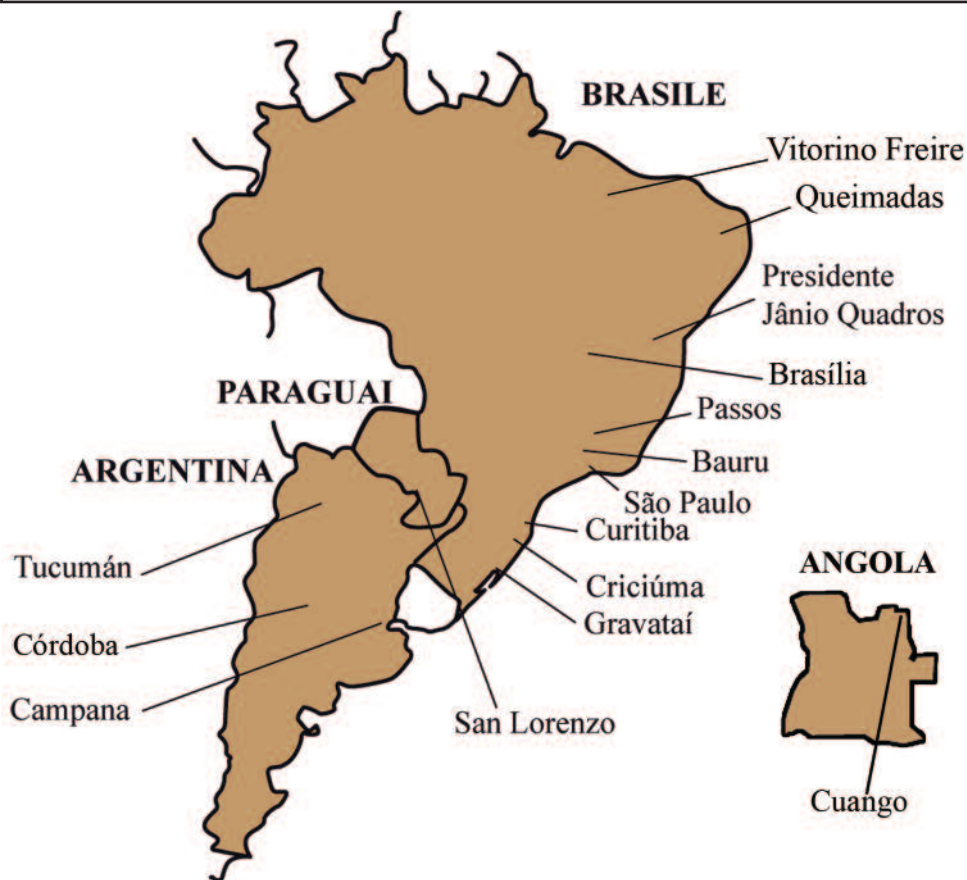 BRASILE
Vitorino Freire
Queimadas
Presidente
Jânio Quadros
Brasília
PARAGUAI
Passos
ARGENTINA
Bauru
São Paulo
Curitiba
Tucumán
ANGOLA
Criciúma
Gravataí
Córdoba
Campana
San Lorenzo
Cuango